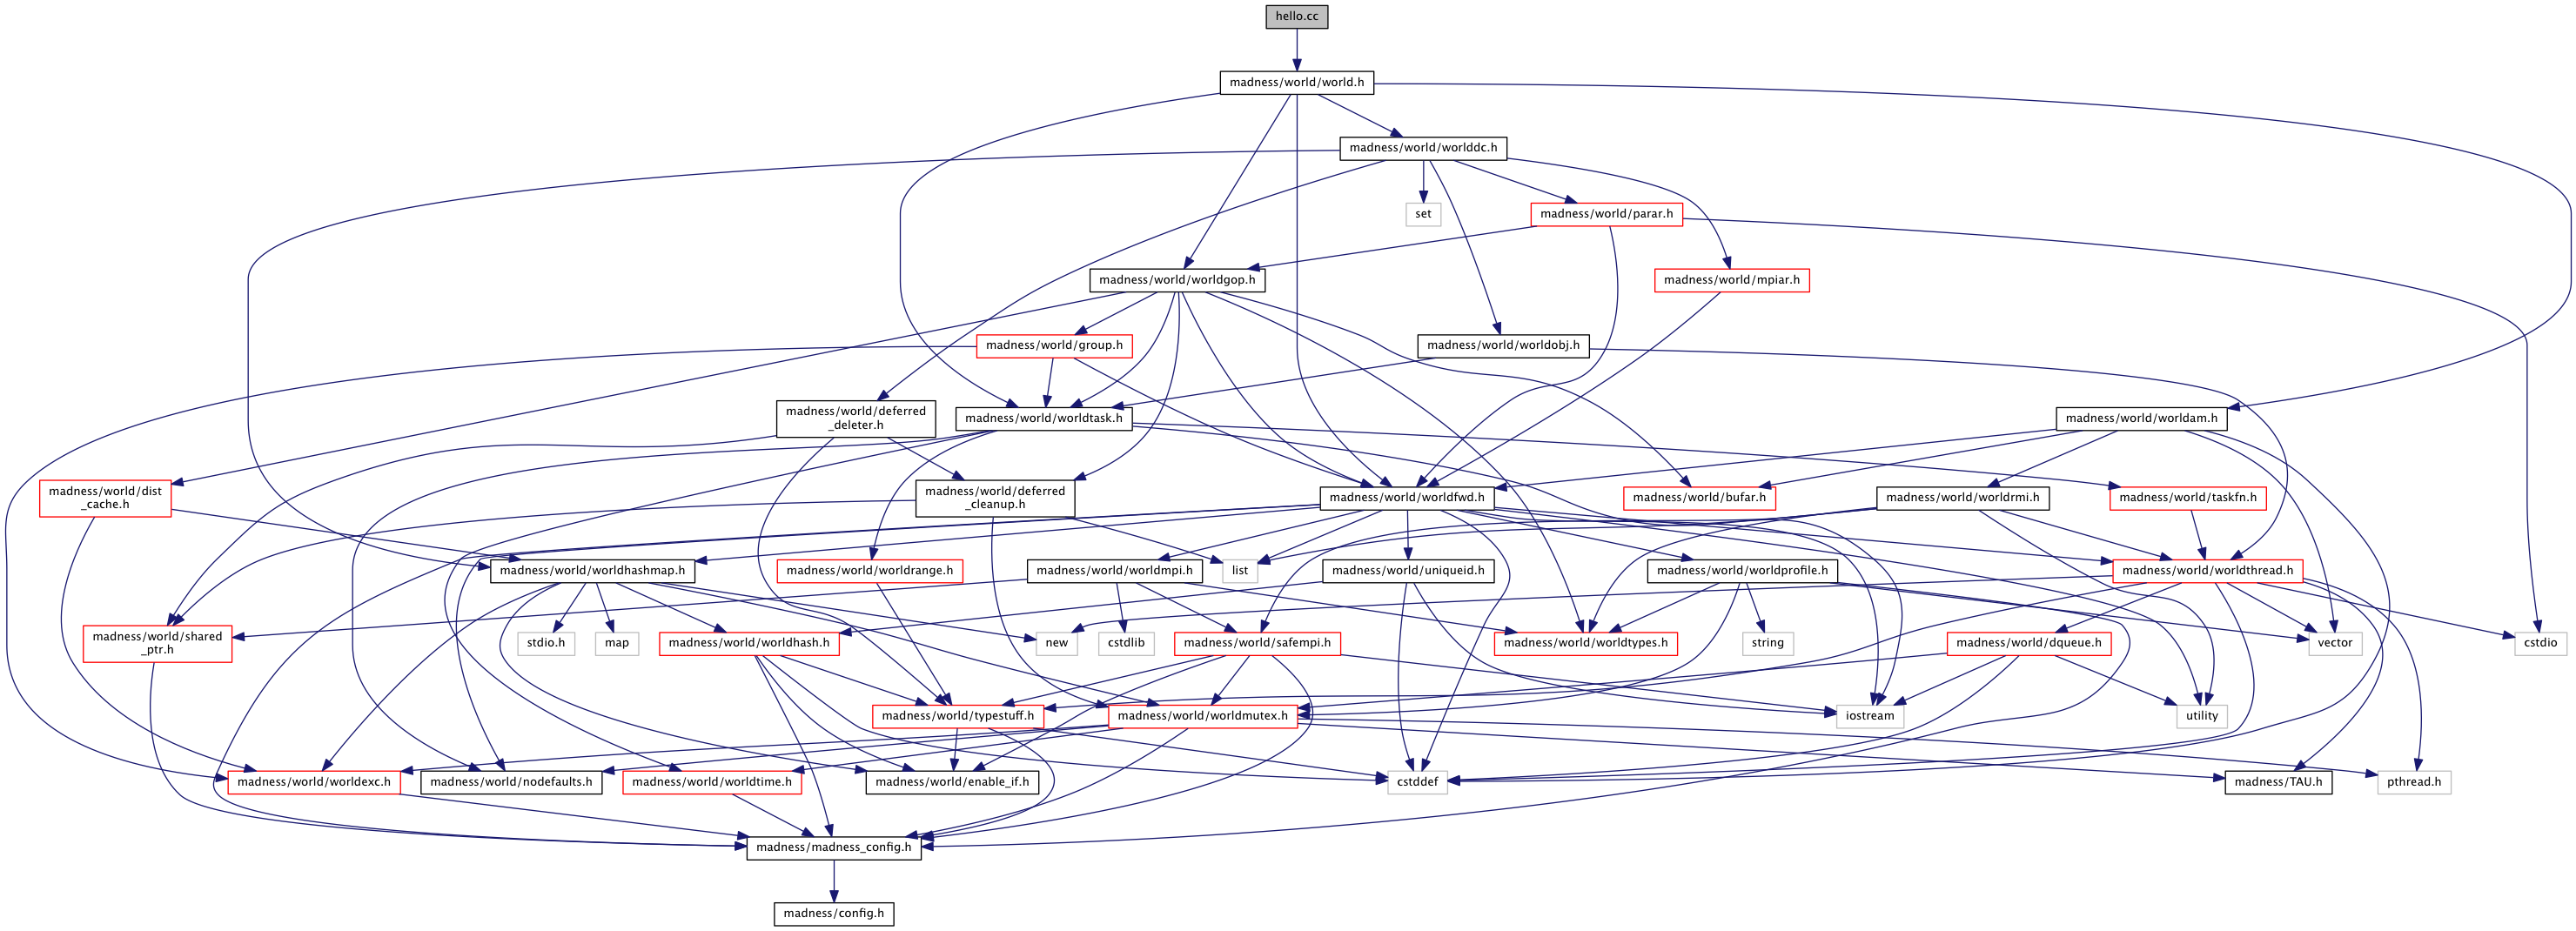 hello.cc
madness/world/world.h
madness/world/worlddc.h
set
madness/world/parar.h
madness/world/worldgop.h
madness/world/mpiar.h
madness/world/group.h
madness/world/worldobj.h
madness/world/deferred
_deleter.h
madness/world/worldtask.h
madness/world/worldam.h
madness/world/dist
_cache.h
madness/world/deferred
_cleanup.h
madness/world/worldfwd.h
madness/world/bufar.h
madness/world/worldrmi.h
madness/world/taskfn.h
madness/world/worldhashmap.h
madness/world/worldrange.h
madness/world/worldmpi.h
list
madness/world/uniqueid.h
madness/world/worldprofile.h
madness/world/worldthread.h
madness/world/shared
_ptr.h
stdio.h
map
madness/world/worldhash.h
new
cstdlib
madness/world/safempi.h
madness/world/worldtypes.h
string
madness/world/dqueue.h
vector
cstdio
madness/world/typestuff.h
madness/world/worldmutex.h
iostream
utility
madness/world/worldexc.h
madness/world/nodefaults.h
madness/world/worldtime.h
madness/world/enable_if.h
cstddef
madness/TAU.h
pthread.h
madness/madness_config.h
madness/config.h